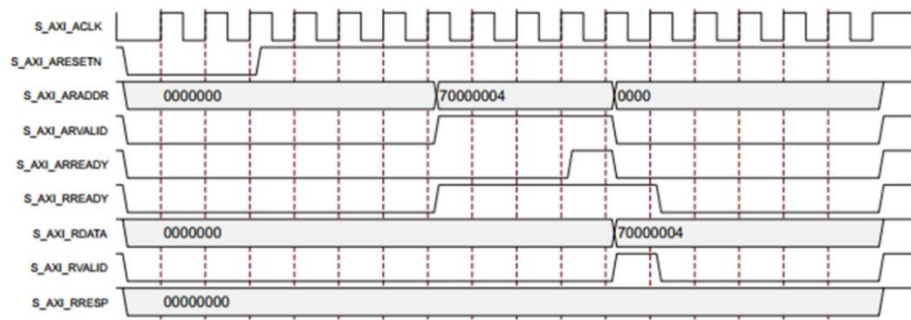 S_AXI_ACLK
S_AXI_ARESETN
S_AXI_ARADDR 0000000 70000004 0000
S_AXI_ARVALID
S_AXI_ARREADY
S_AXI_RREADY
S_AXI_RDATA 0000000 70000004
S_AXI_RVALID
S_AXI_RRESP 00000000